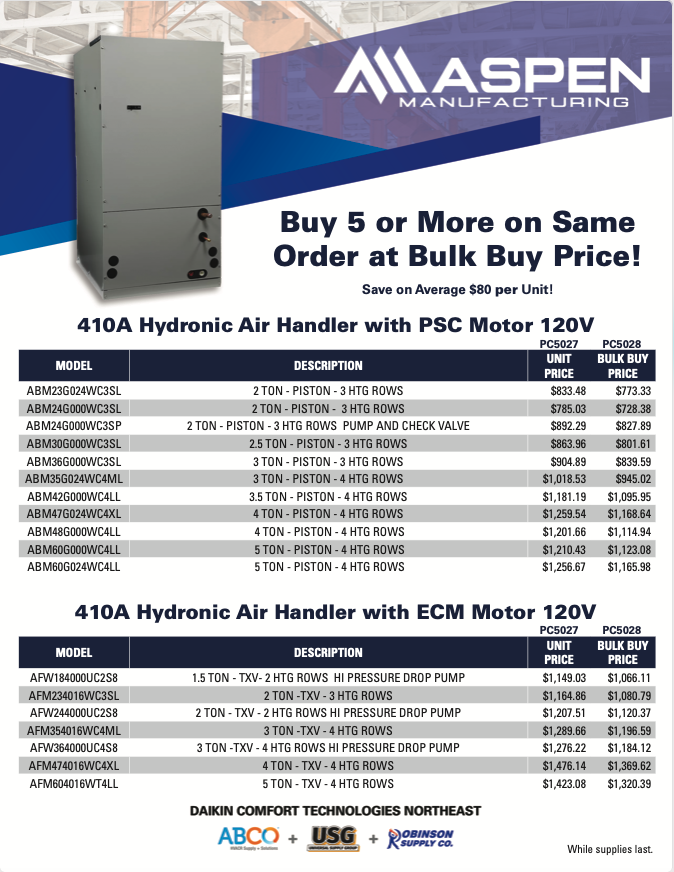 ASPEN
MANUFACTURING
Buy 5 or More on Same
Order at Bulk Buy Price!
Save on Average $80 per Unit!
410A Hydronic Air Handler with PSC Motor 120V
PC5027 PC5028
MODEL DESCRIPTION UNIT PRICE BULK BUY PRICE
ABM23G024WC3SL 2 TON - PISTON - 3 HTG ROWS $833.48 $773.33
ABM24G000WC3SL 2 TON - PISTON - 3 HTG ROWS $785.03 $728.38
ABM24G000WC3SP 2 TON - PISTON - 3 HTG ROWS PUMP AND CHECK VALVE $892.29 $827.89
ABM30G000WC3SL 2.5 TON - PISTON - 3 HTG ROWS $863.96 $801.61
ABM36G000WC3SL 3 TON - PISTON - 3 HTG ROWS $904.89 $839.59
ABM35G024WC4ML 3 TON - PISTON - 4 HTG ROWS $1,018.53 $945.02
ABM42G000WC4LL 3.5 TON - PISTON - 4 HTG ROWS $1,181.19 $1,095.95
ABM47G024WC4XL 4 TON - PISTON - 4 HTG ROWS $1,259.54 $1,168.64
ABM48G000WC4LL 4 TON - PISTON - 4 HTG ROWS $1,201.66 $1,114.94
ABM60G000WC4LL 5 TON - PISTON - 4 HTG ROWS $1,210.43 $1,123.08
ABM60G024WC4LL 5 TON - PISTON - 4 HTG ROWS $1,256.67 $1,165.98
410A Hydronic Air Handler with ECM Motor 120V
PC5027 PC5028
MODEL DESCRIPTION UNIT PRICE BULK BUY PRICE
AFW184000UC2S8 1.5 TON - TXV- 2 HTG ROWS HI PRESSURE DROP PUMP $1,149.03 $1,066.11
AFM234016WC3SL 2 TON -TXV - 3 HTG ROWS $1,164.86 $1,080.79
AFW244000UC2S8 2 TON - TXV - 2 HTG ROWS HI PRESSURE DROP PUMP $1,207.51 $1,120.37
AFM354016WC4ML 3 TON -TXV - 4 HTG ROWS $1,289.66 $1,196.59
AFW364000UC4S8 3 TON -TXV - 4 HTG ROWS HI PRESSURE DROP PUMP $1,276.22 $1,184.12
AFM474016WC4XL 4 TON - TXV - 4 HTG ROWS $1,476.14 $1,369.62
AFM604016WT4LL 5 TON - TXV - 4 HTG ROWS $1,423.08 $1,320.39
DAIKIN COMFORT TECHNOLOGIES NORTHEAST
ABCO + USG + ROBINSON SUPPLY CO.
HVACR Supply + Solutions UNIVERSAL SUPPLY GROUP
While supplies last.